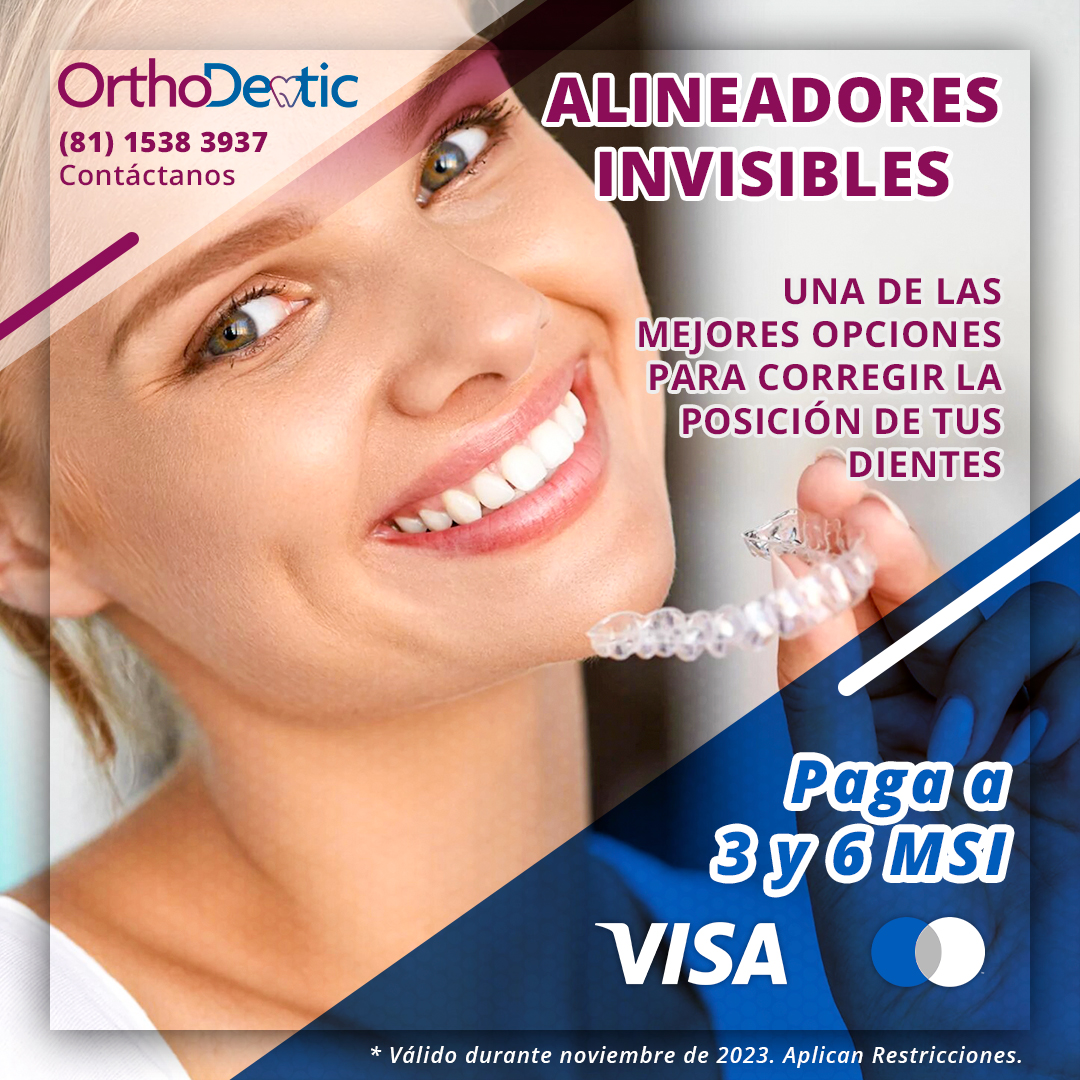 OrthoDentic
(81) 1538 3937
Contáctanos
ALINEADORES
INVISIBLES
UNA DE LAS
MEJORES OPCIONES
PARA CORREGIR LA
POSICIÓN DE TUS
DIENTES
Paga a
3 y 6 MSI
VISA
* Válido durante noviembre de 2023. Aplican Restricciones.